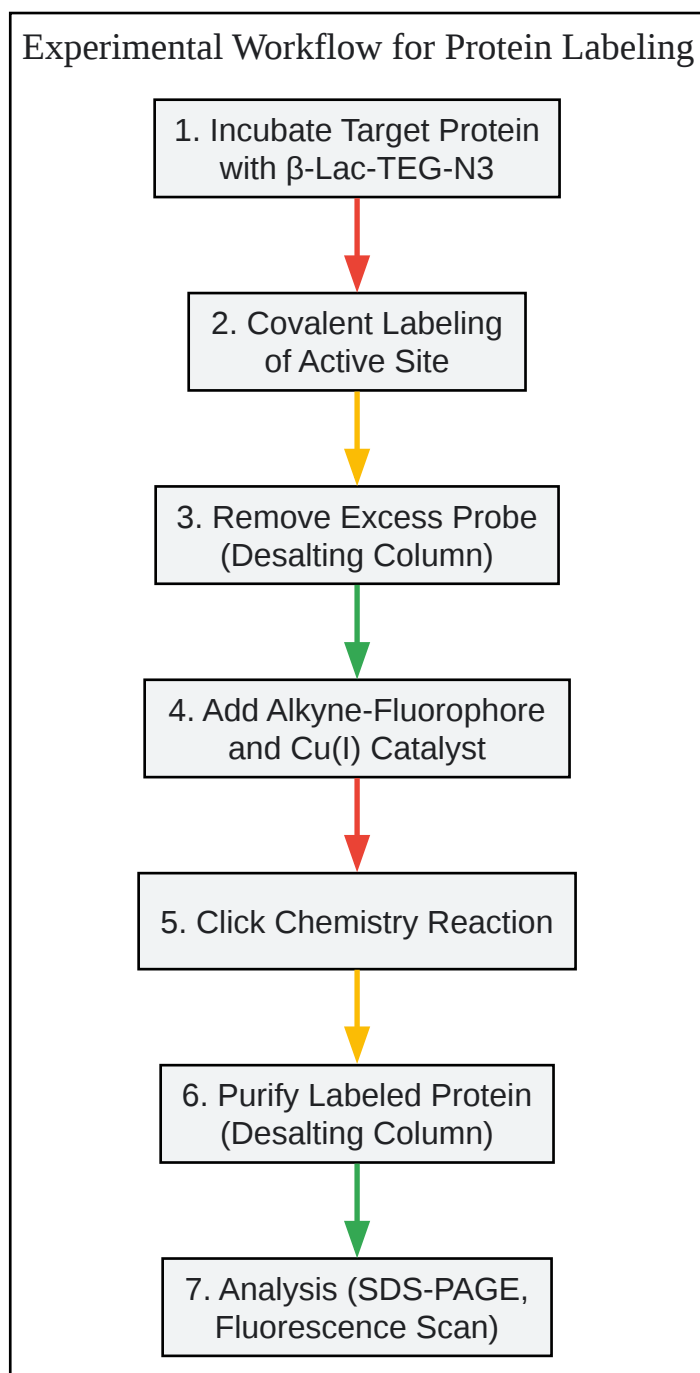 Experimental Workflow for Protein Labeling
1. Incubate Target Protein
with β-Lac-TEG-N3
2. Covalent Labeling
of Active Site
3. Remove Excess Probe
(Desalting Column)
4. Add Alkyne-Fluorophore
and Cu(I) Catalyst
5. Click Chemistry Reaction
6. Purify Labeled Protein
(Desalting Column)
7. Analysis (SDS-PAGE,
Fluorescence Scan)